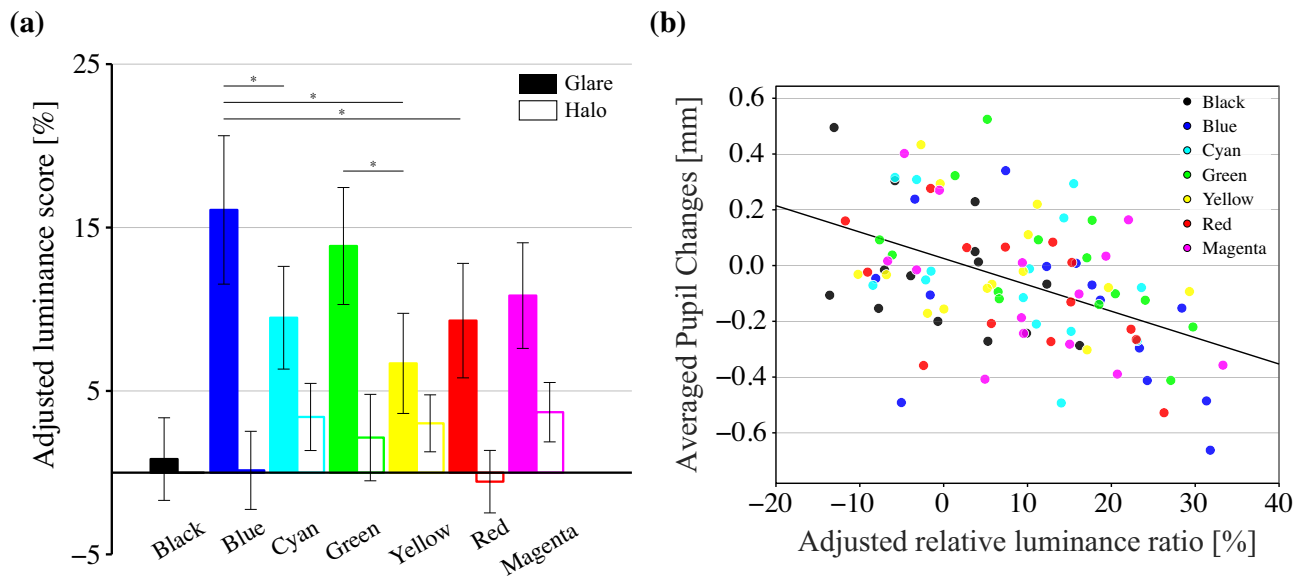 (a)
25
15
5
−5
Adjusted luminance score [%]
Glare
Halo
*
*
*
*
Black
Blue
Cyan
Green
Yellow
Red
Magenta
(b)
0.6
0.4
0.2
0.0
−0.2
−0.4
−0.6
Averaged Pupil Changes [mm]
Black
Blue
Cyan
Green
Yellow
Red
Magenta
−20
−10
0
10
20
30
40
Adjusted relative luminance ratio [%]